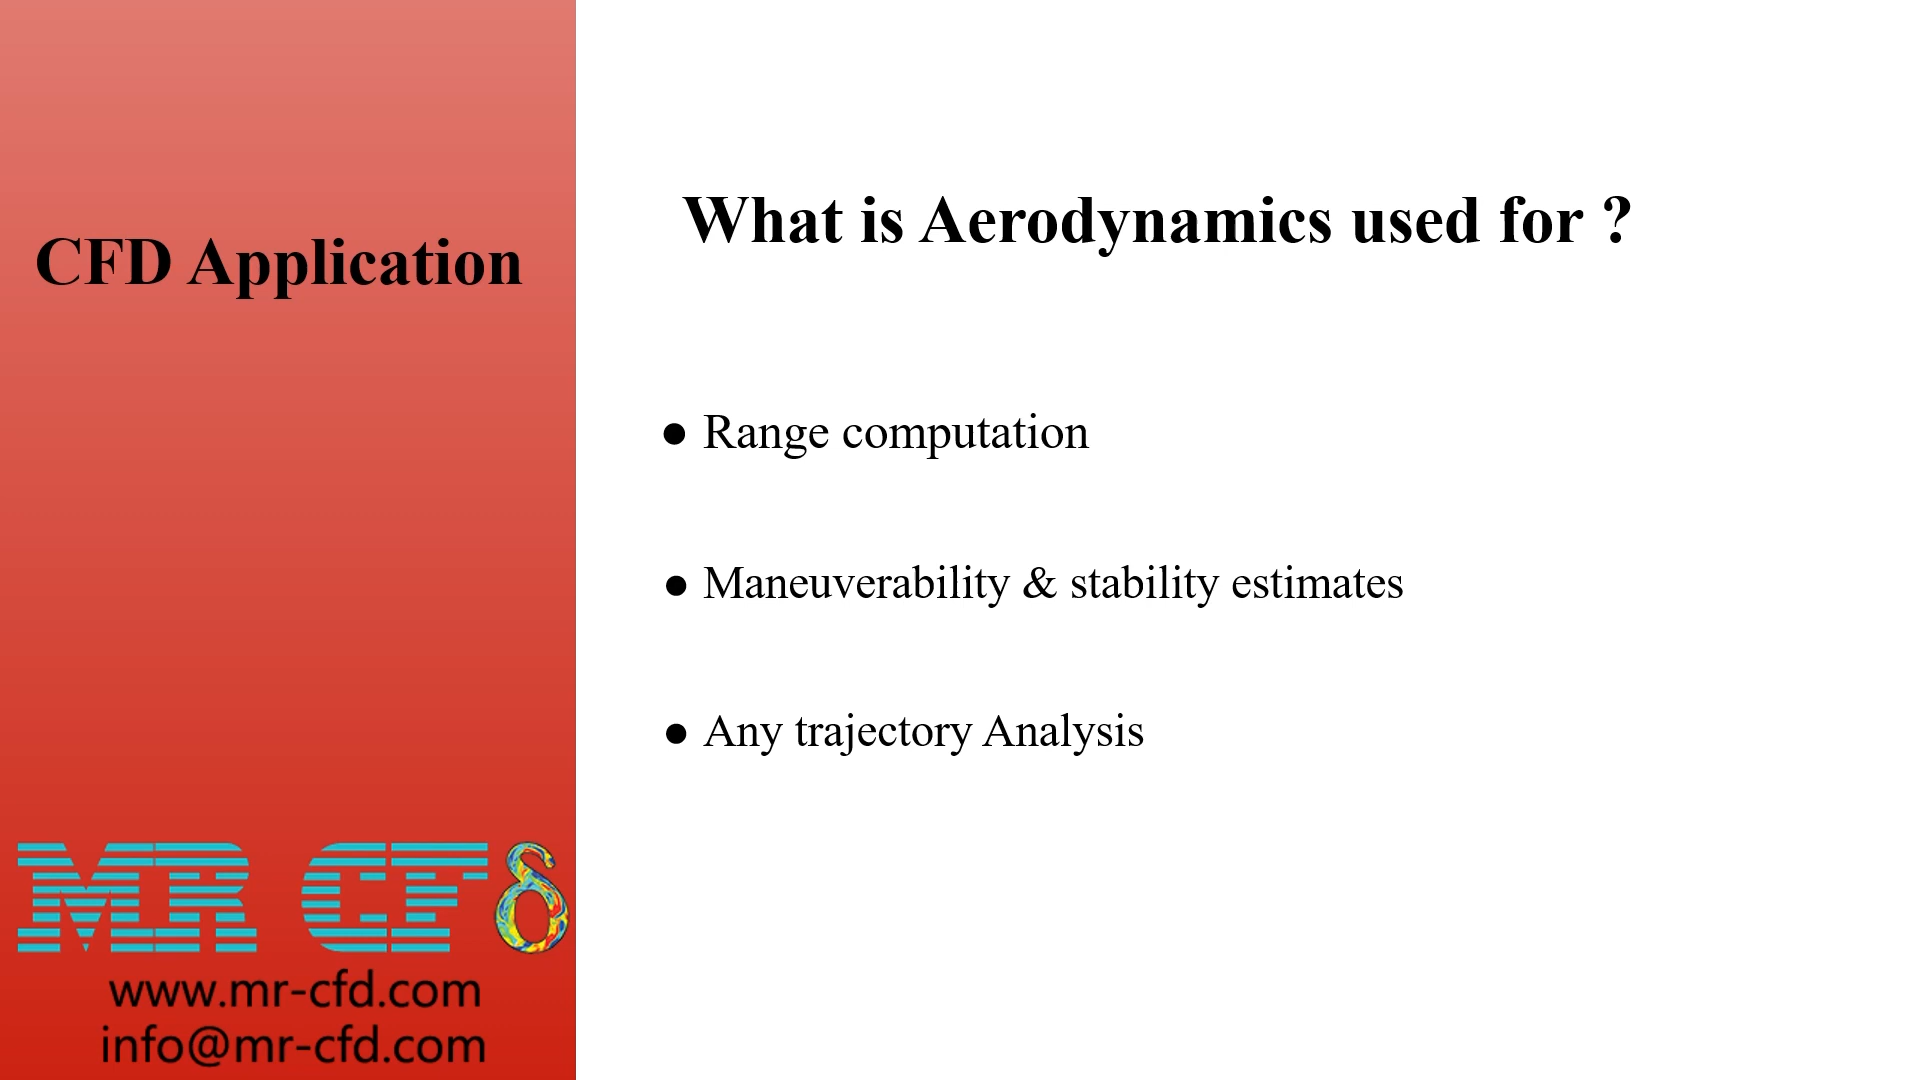 CFD Application
What is Aerodynamics used for ?
● Range computation
● Maneuverability & stability estimates
● Any trajectory Analysis
MR CFδ
www.mr-cfd.com
info@mr-cfd.com